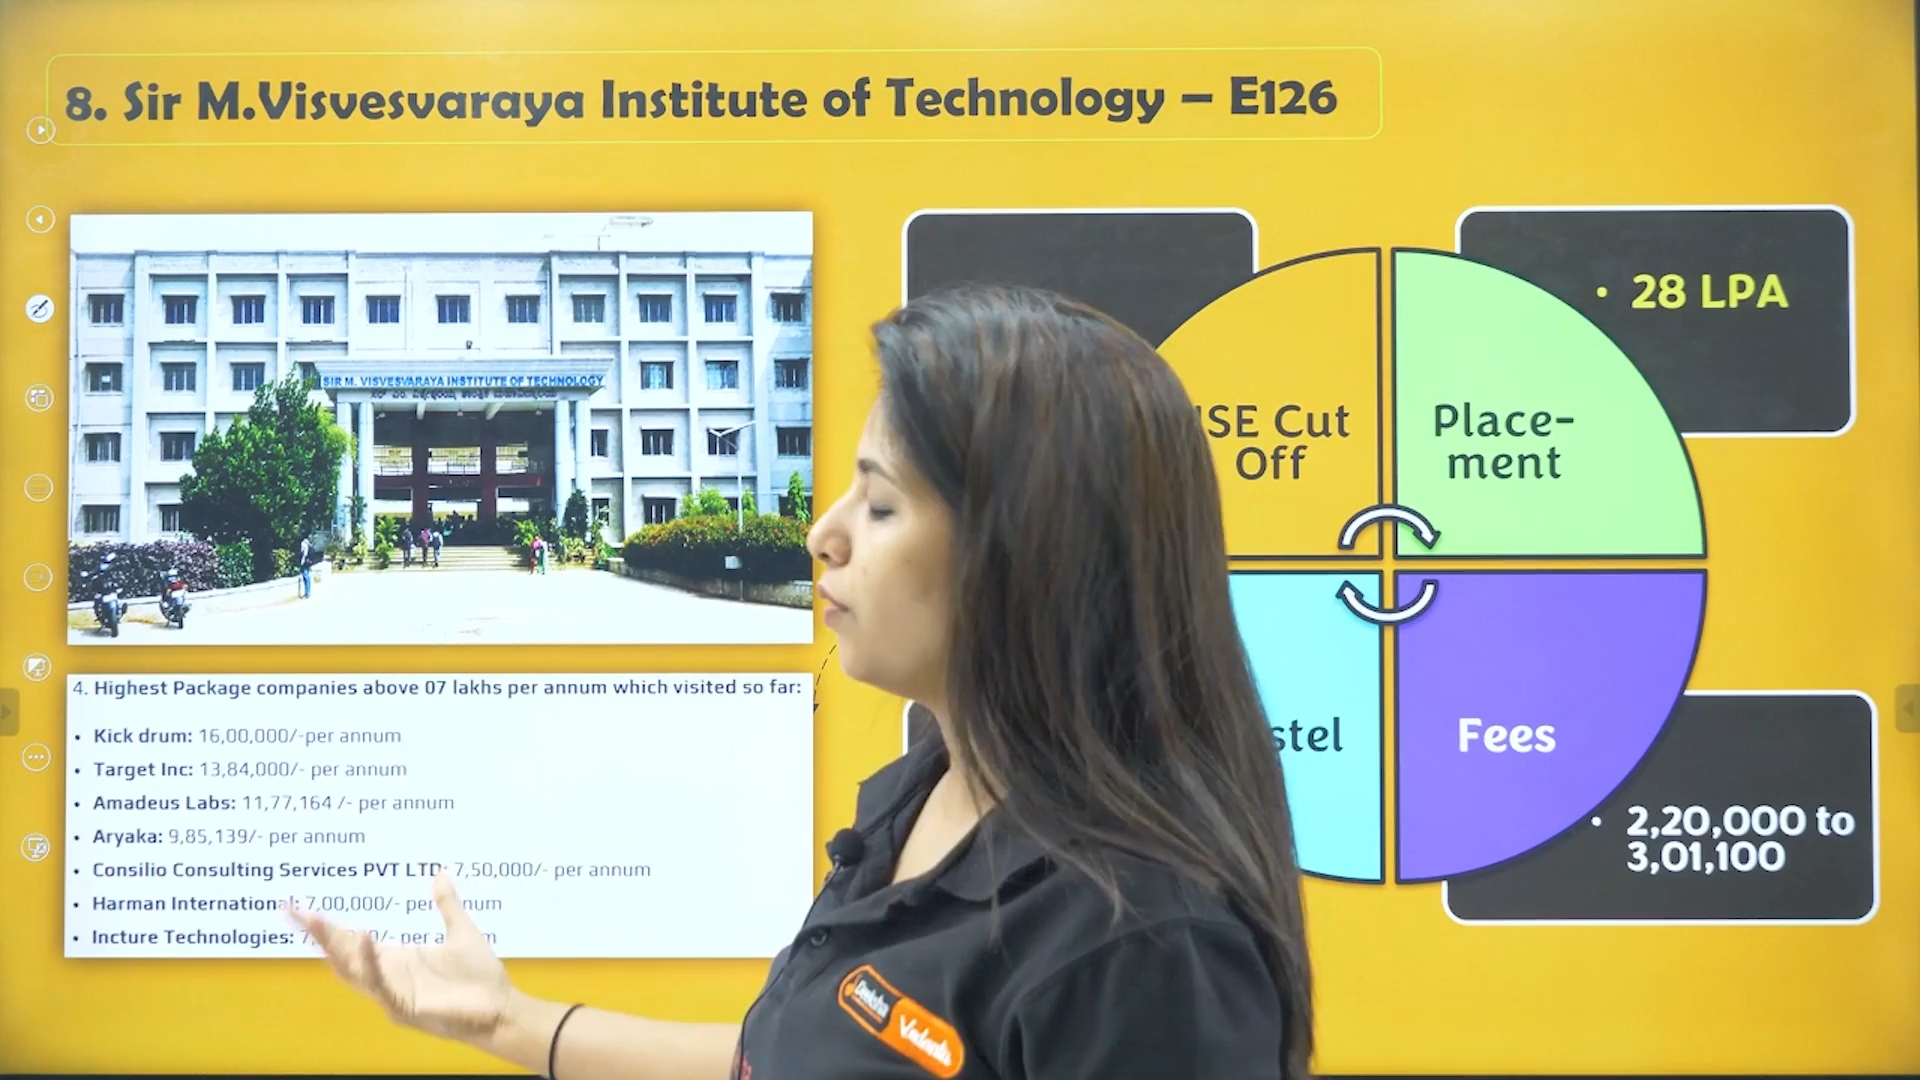 8. Sir M.Visvesvaraya Institute of Technology – E126
SIR M. VISVESVARAYA INSTITUTE OF TECHNOLOGY
4. Highest Package companies above 07 lakhs per annum which visited so far:
• Kick drum: 16,00,000/-per annum
• Target Inc: 13,84,000/- per annum
• Amadeus Labs: 11,77,164 /- per annum
• Aryaka: 9,85,139/- per annum
• Consilio Consulting Services PVT LTD: 7,50,000/- per annum
• Harman International: 7,00,000/- per annum
• Incture Technologies: /- per
SE Cut
Off
Place-
ment
• 28 LPA
stel
Fees
• 2,20,000 to
3,01,100
Deeksha
Vedantu